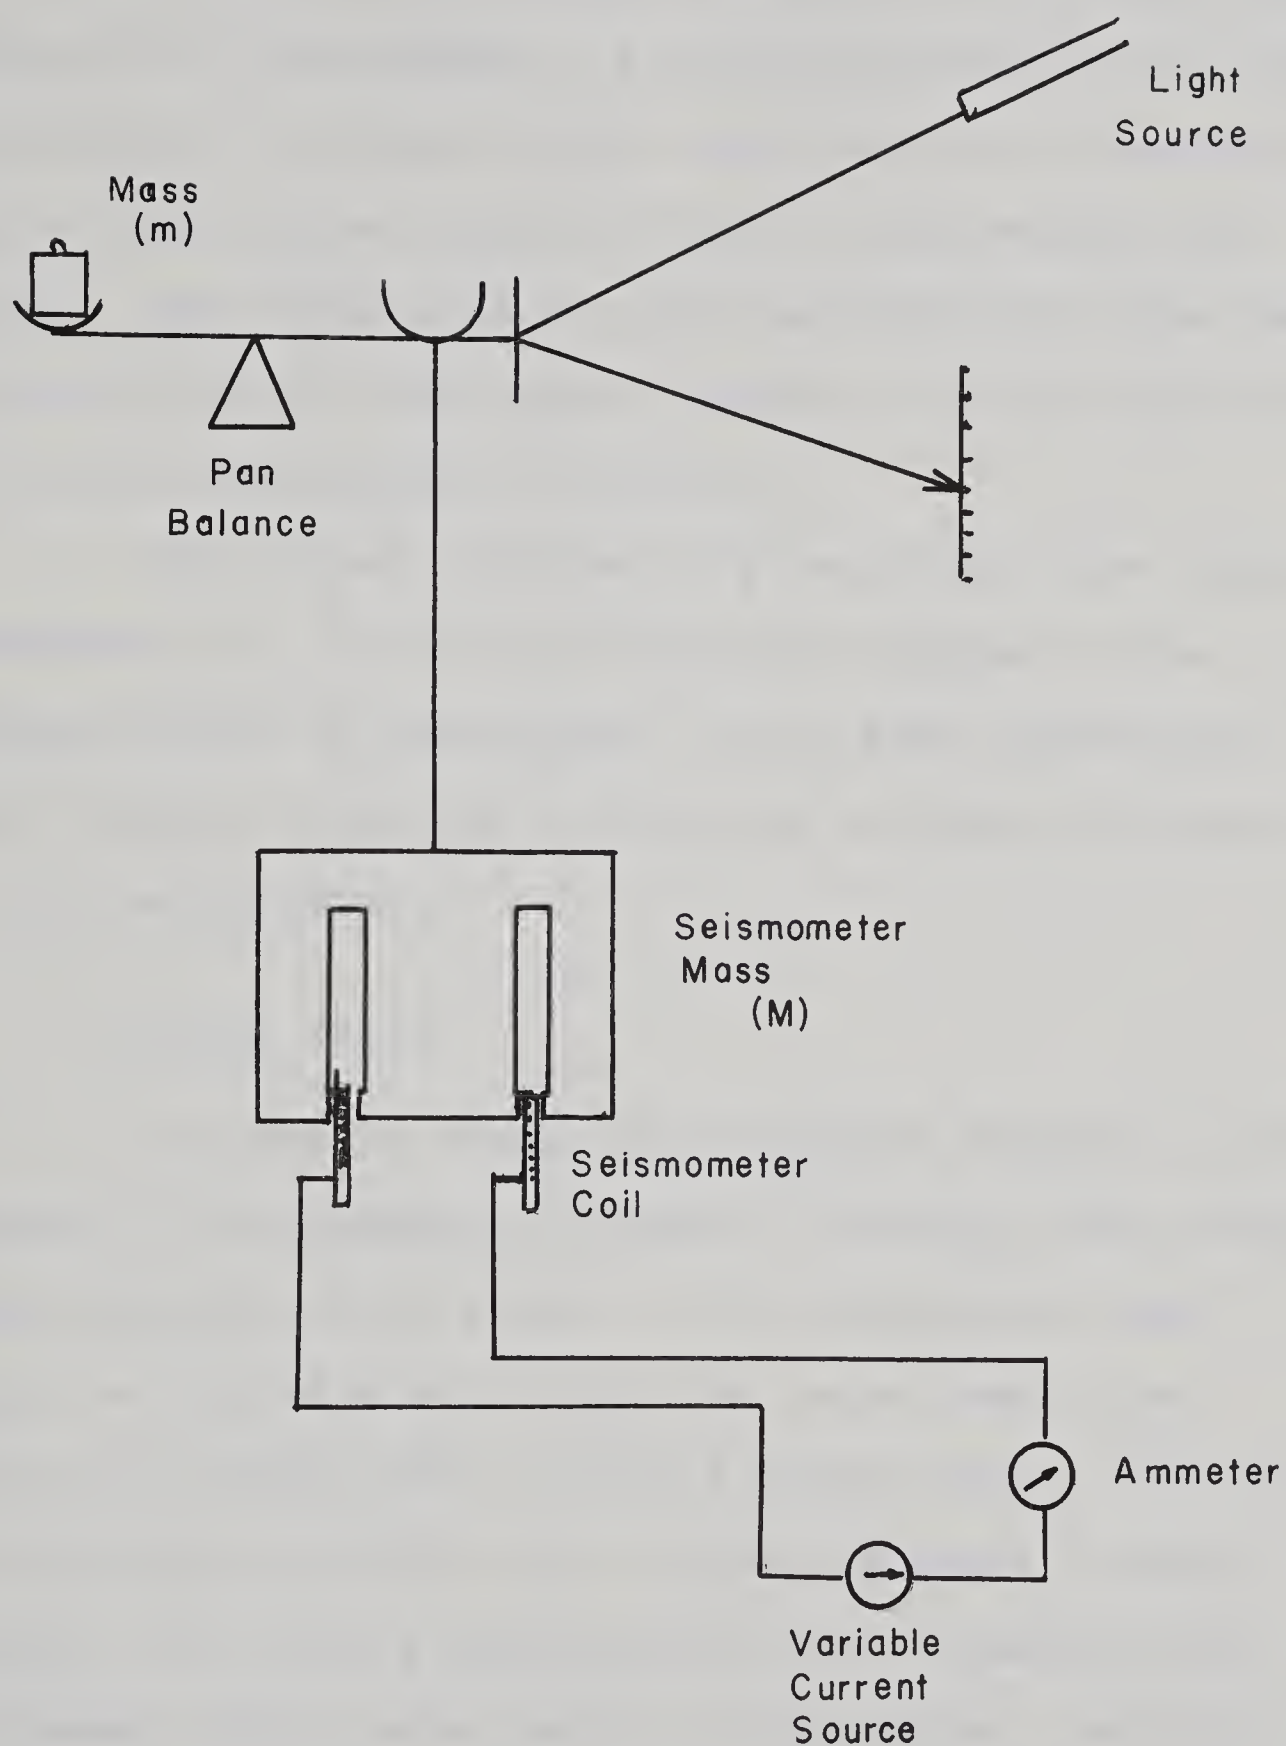 Light
Source
Mass
(m)
Pan
Balance
Seismometer
Mass
(M)
Seismometer
Coil
Ammeter
Variable
Current
Source